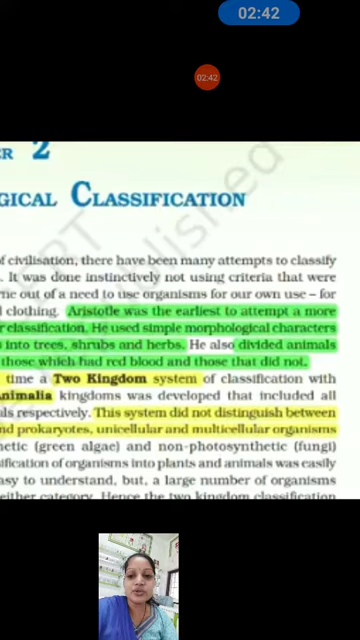 02:42
02:42
ER 2
GICAL CLASSIFICATION
of civilisation, there have been many attempts to classify
. It was done instinctively not using criteria that were
me out of a need to use organisms for our own use – for
d clothing. Aristotle was the earliest to attempt a more
r classification. He used simple morphological characters
s into trees, shrubs and herbs. He also divided animals
those which had red blood and those that did not.
time a Two Kingdom system of classification with
Animalia kingdoms was developed that included all
als respectively. This system did not distinguish between
nd prokaryotes, unicellular and multicellular organisms
hetic (green algae) and non-photosynthetic (fungi)
sification of organisms into plants and animals was easily
asy to understand, but, a large number of organisms
either category. Hence the two kingdom classification